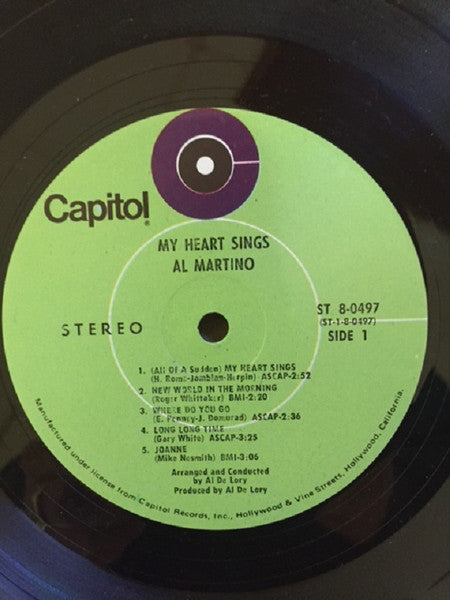 Capitol®
MY HEART SINGS
AL MARTINO
STEREO
ST 8-0497
(ST-1-8-0497)
SIDE 1
1. (All Of A Sudden) MY HEART SINGS
(H. Rome-Jamblan-Herpin) ASCAP-2:52
2. NEW WORLD IN THE MORNING
(Roger Whittaker) BMI-2:20
3. WHERE DO YOU GO
(E. Penney-J. Domurad) ASCAP-2:36
4. LONG LONG TIME
(Gary White) ASCAP-3:25
5. JOANNE
(Mike Nesmith) BMI-3:06
Arranged and Conducted
by Al De Lory
Produced by Al De Lory
Manufactured under license from Capitol Records, Inc., Hollywood & Vine Streets, Hollywood, California.